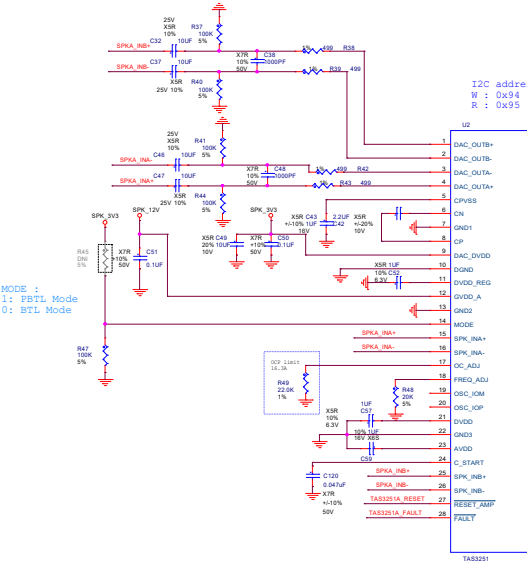 25V
X5R
10%
C32
10UF
R37
100K
5%
SPKA_INB+
1%
499
R38
C37
10UF
SPKA_INB-
X7R
10%
50V
C38
1000PF
1%
R39
499
X5R
25V 10%
R40
100K
5%
I2C addre
W : 0x94
R : 0x95
U2
25V
X5R
10%
R41
100K
5%
C46
10UF
SPKA_INA-
C47
10UF
SPKA_INA+
X7R
10%
50V
C48
1000PF
1%
499
R42
1%
R43
499
X5R
25V 10%
R44
100K
5%
SPK_3V3
SPK_12V
SPK_3V3
R45
DNI
5%
X7R
+10%
50V
C51
0.1UF
X5R C49
20% 10UF
10V
X7R
+10%
50V
C50
0.1UF
X5R C43
+/-10% 1UF
16V
2.2UF
C42
X5R
+/-20%
10V
X5R 1UF
10% C52
6.3V
MODE :
1: PBTL Mode
0: BTL Mode
R47
100K
5%
SPKA_INA+
SPKA_INA-
OCP limit
16.3A
R49
22.0K
1%
R48
20K
5%
1UF
C57
X5R
10%
6.3V
10% 1UF
16V X6S
C59
C120
0.047uF
X7R
+/-10%
50V
SPKA_INB+
SPKA_INB-
TAS3251A_RESET
TAS3251A_FAULT
1 DAC_OUTB+
2 DAC_OUTB-
3 DAC_OUTA-
4 DAC_OUTA+
5 CPVSS
6 CN
7 GND1
8 CP
9 DAC_DVDD
10 DGND
11 DVDD_REG
12 GVDD_A
13 GND2
14 MODE
15 SPK_INA+
16 SPK_INA-
17 OC_ADJ
18 FREQ_ADJ
19 OSC_IOM
20 OSC_IOP
21 DVDD
22 GND3
23 AVDD
24 C_START
25 SPK_INB+
26 SPK_INB-
27 RESET_AMP
28 FAULT
TAS3251